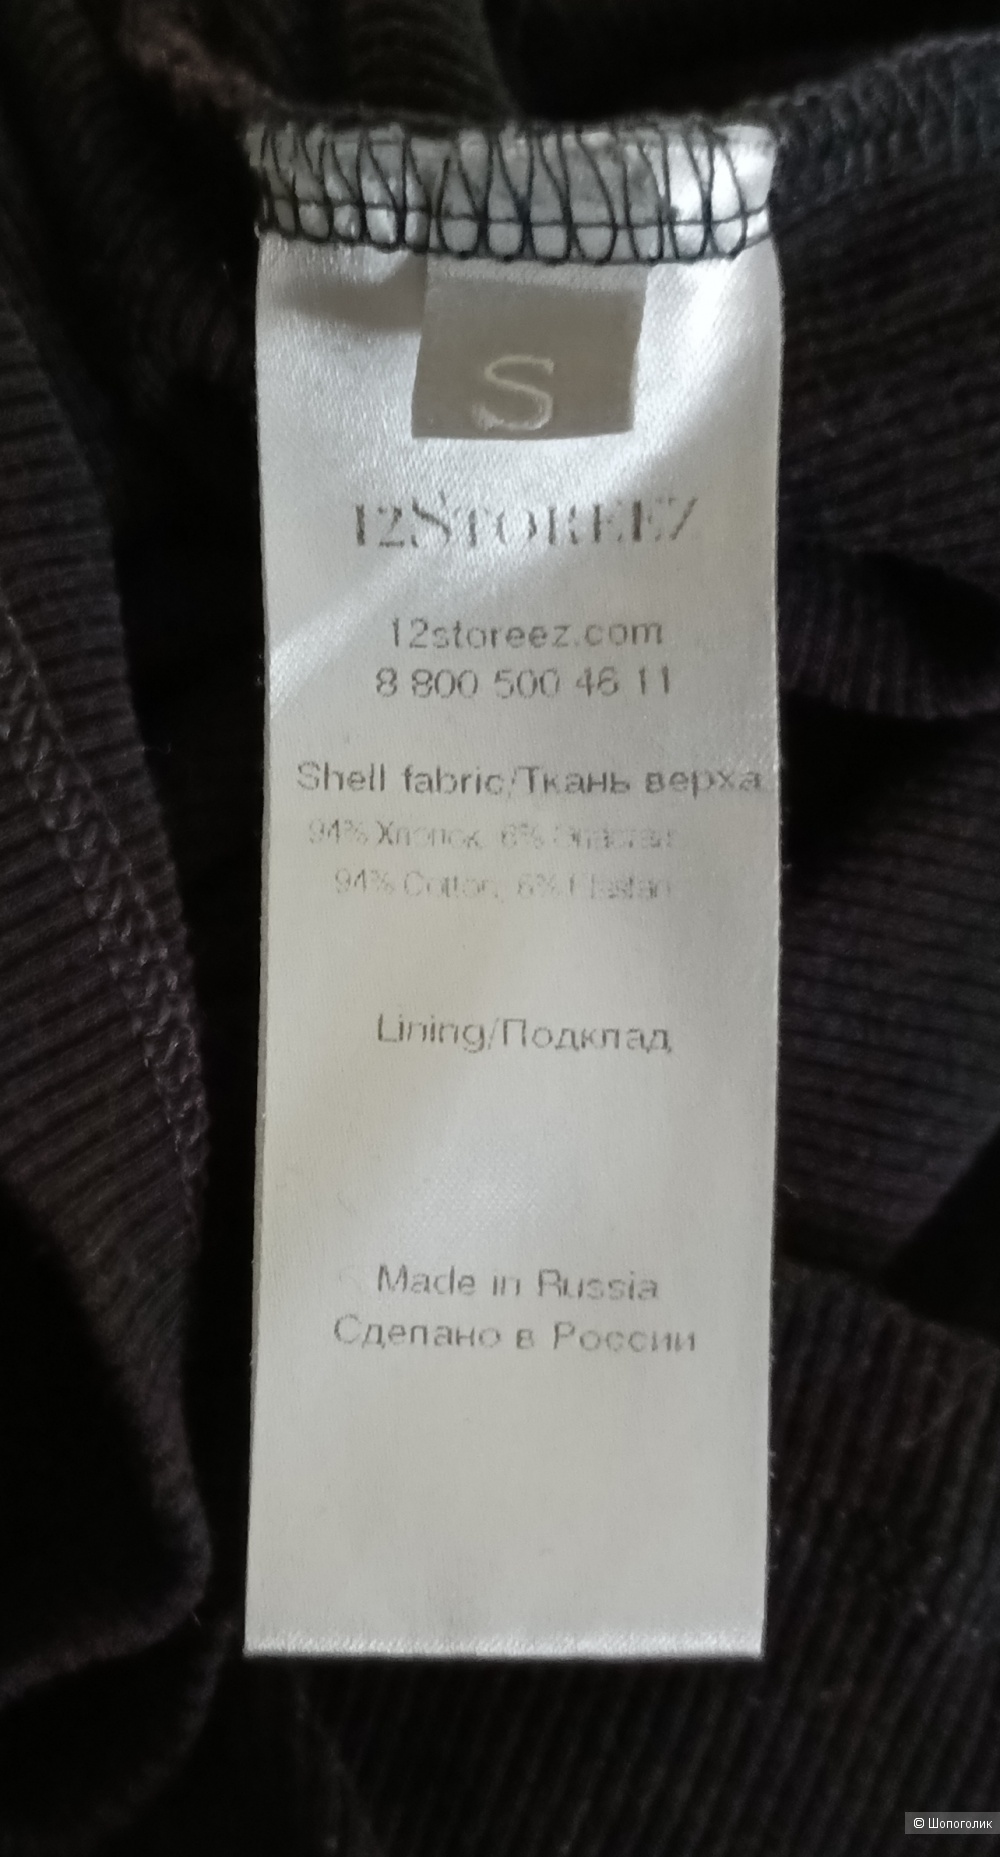 S
12STOREEZ
12storeez.com
8 800 500 46 11
Shell fabric/Ткань верха
94% Хлопок, 6% Эластан
94% Cotton, 6% Elastan
Lining/Подклад
Made in Russia
Сделано в России
© Шопоголик